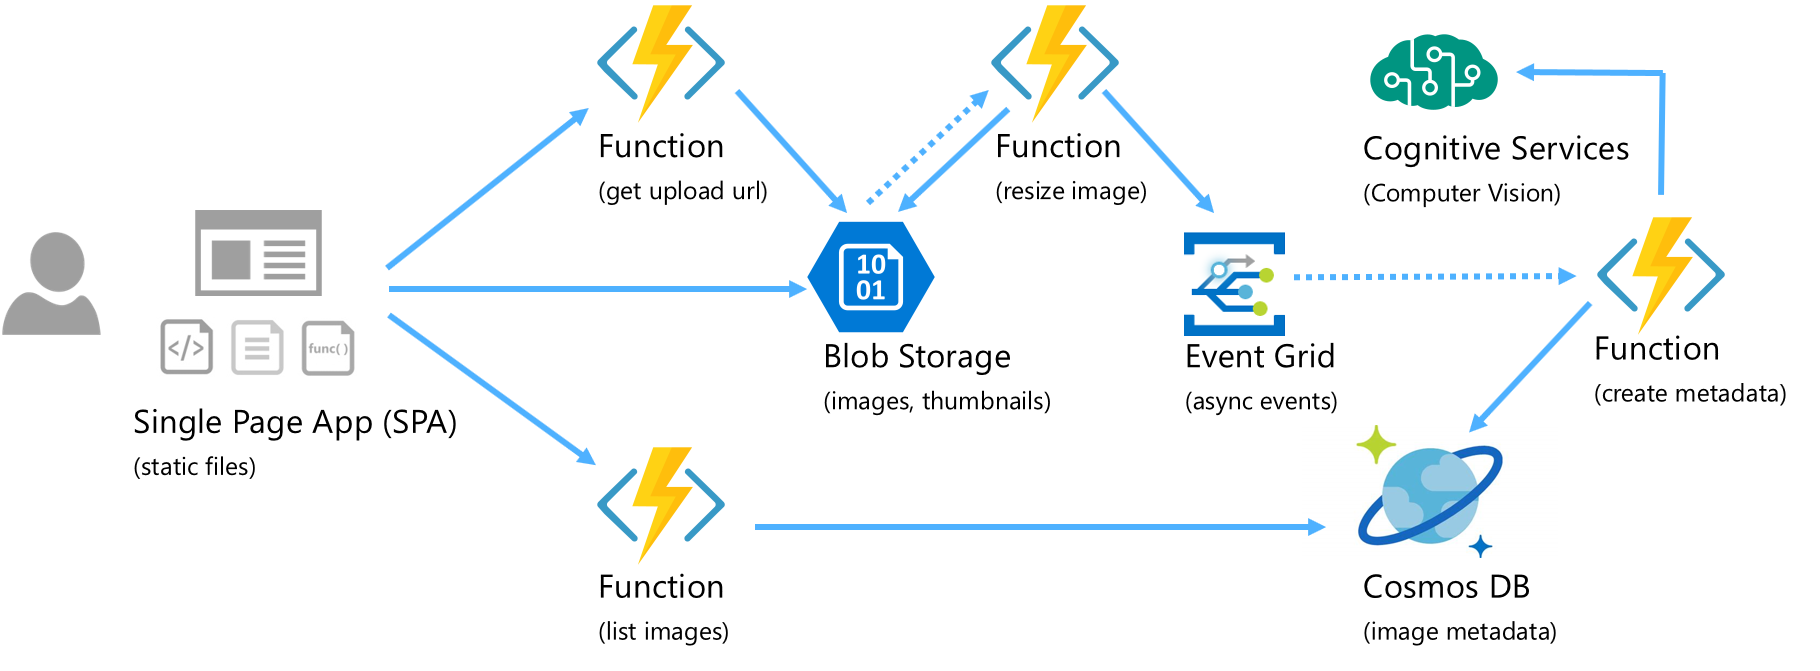 Function
(get upload url)
Function
(resize image)
Cognitive Services
(Computer Vision)
10
01
</>
func()
Single Page App (SPA)
(static files)
Blob Storage
(images, thumbnails)
Event Grid
(async events)
Function
(create metadata)
Function
(list images)
Cosmos DB
(image metadata)